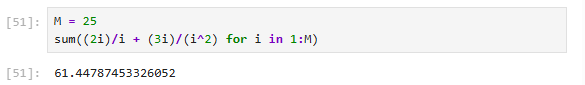 [51]: M = 25
sum((2i)/i + (3i)/(i^2) for i in 1:M)
[51]: 61.44787453326052